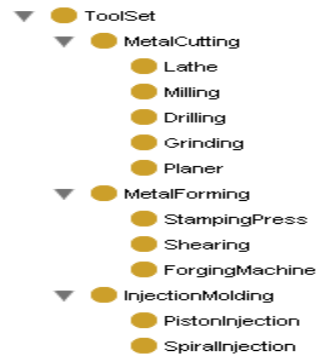 ToolSet
MetalCutting
Lathe
Milling
Drilling
Grinding
Planer
MetalForming
StampingPress
Shearing
ForgingMachine
InjectionMolding
PistonInjection
SpiralInjection